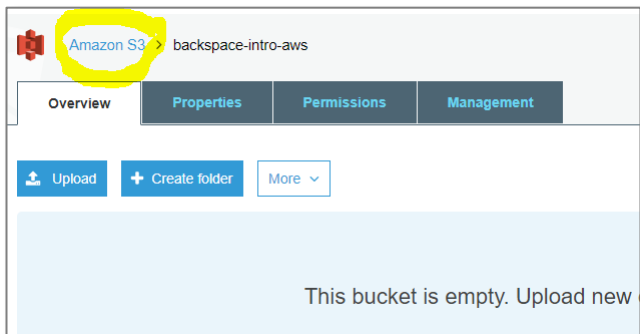 Amazon S3 > backspace-intro-aws
Overview Properties Permissions Management
Upload + Create folder More
This bucket is empty. Upload new